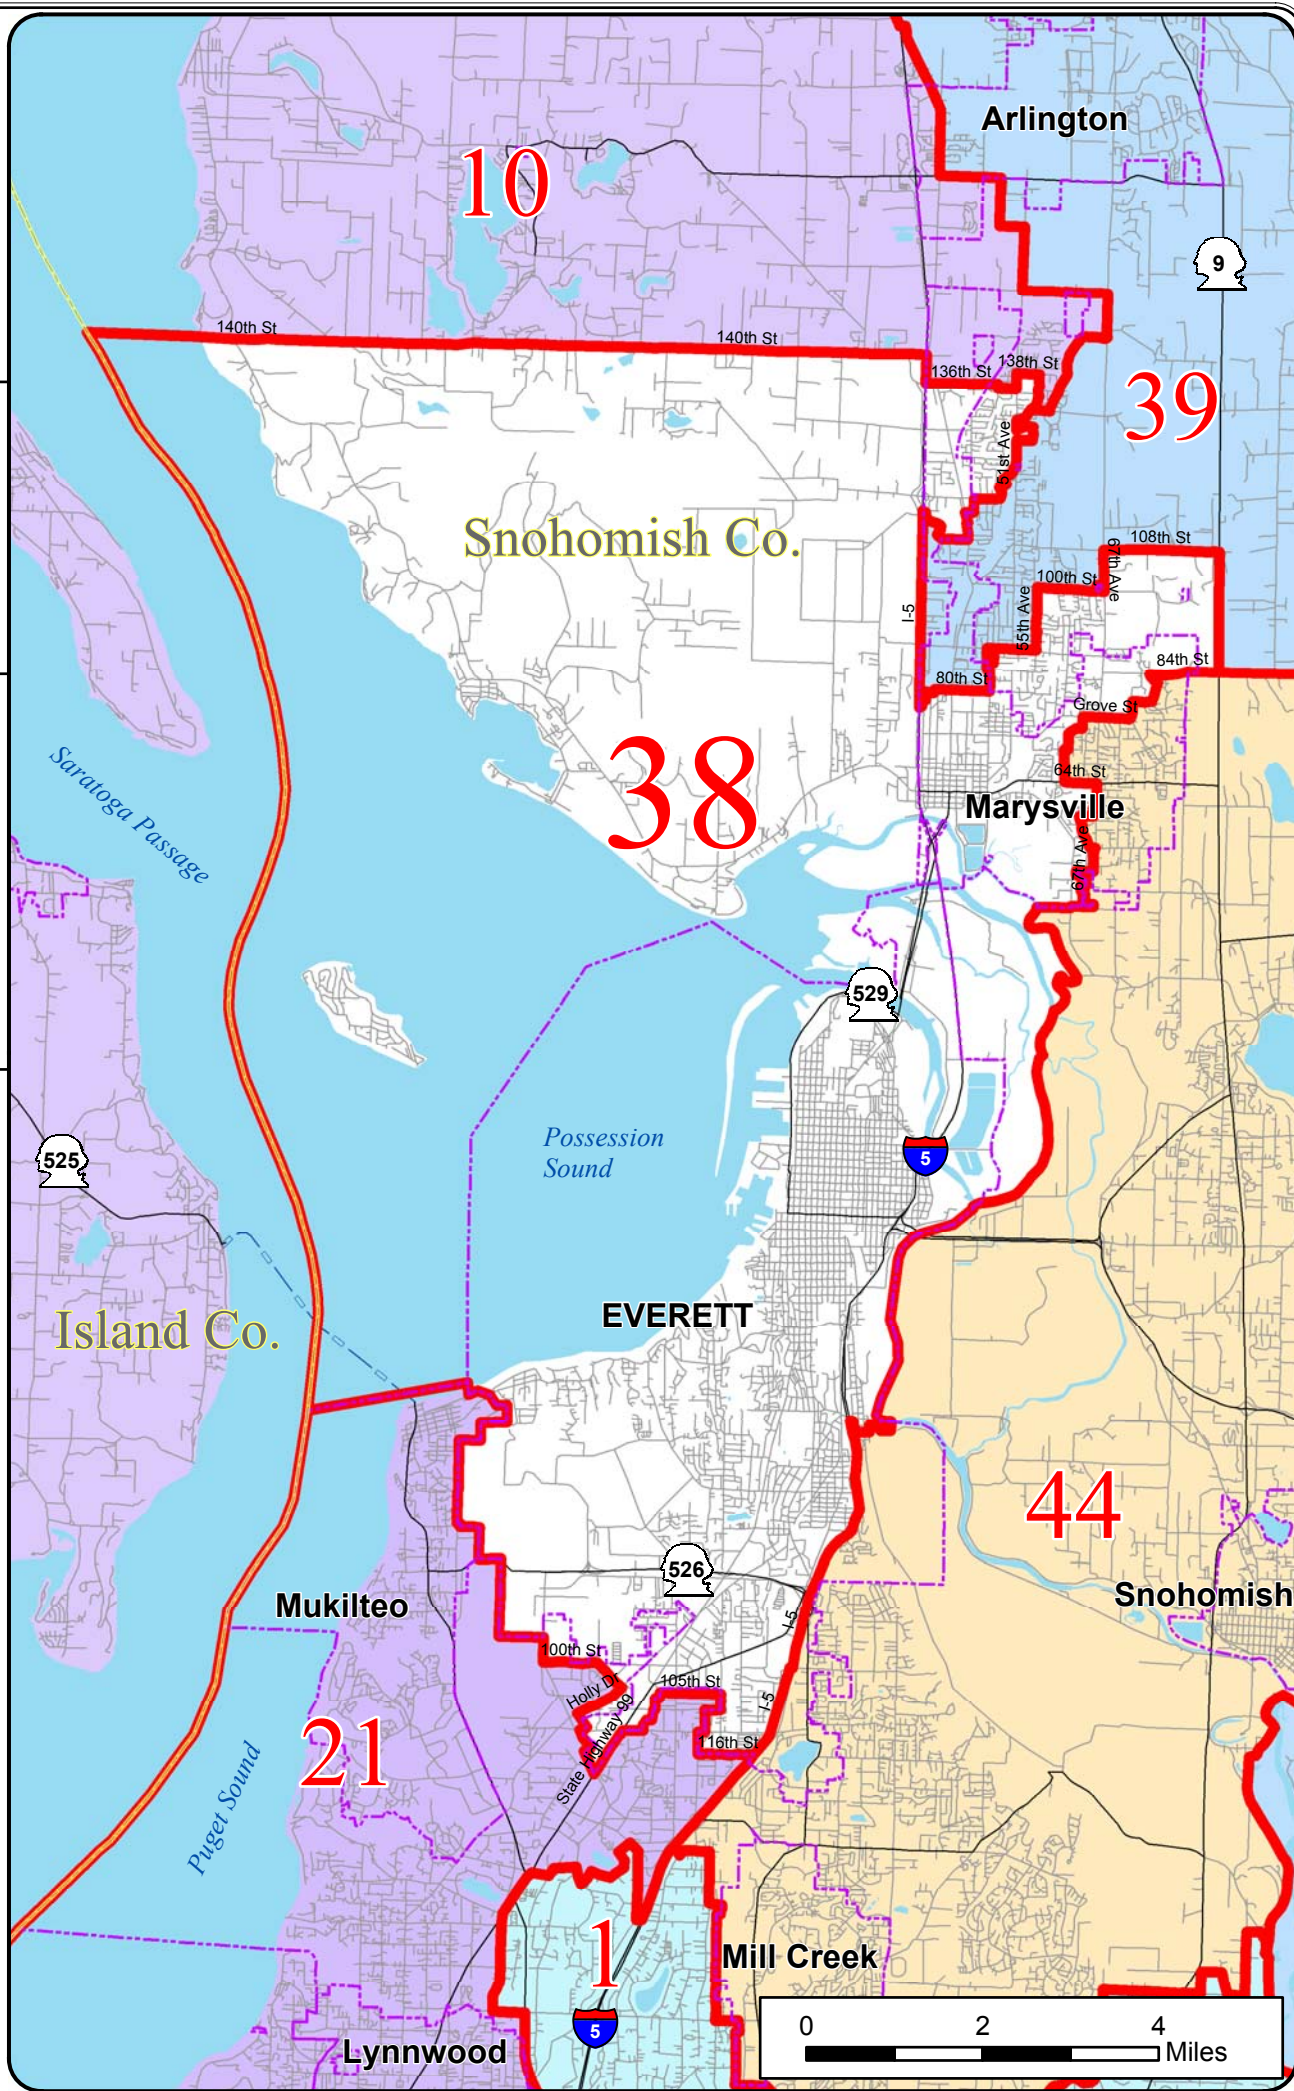 Arlington
10
9
140th St
140th St
136th St
138th St
39
51st Ave
Snohomish Co.
108th St
67th Ave
100th St
55th Ave
I-5
84th St
80th St
Grove St
38
64th St
Saratoga Passage
Marysville
67th Ave
529
Possession
Sound
525
5
EVERETT
Island Co.
44
526
Snohomish
Mukilteo
I-5
100th St
Holly Dr
105th St
I-5
21
State Highway 99
116th St
Puget Sound
1
Mill Creek
5
Lynnwood
0 2 4
Miles